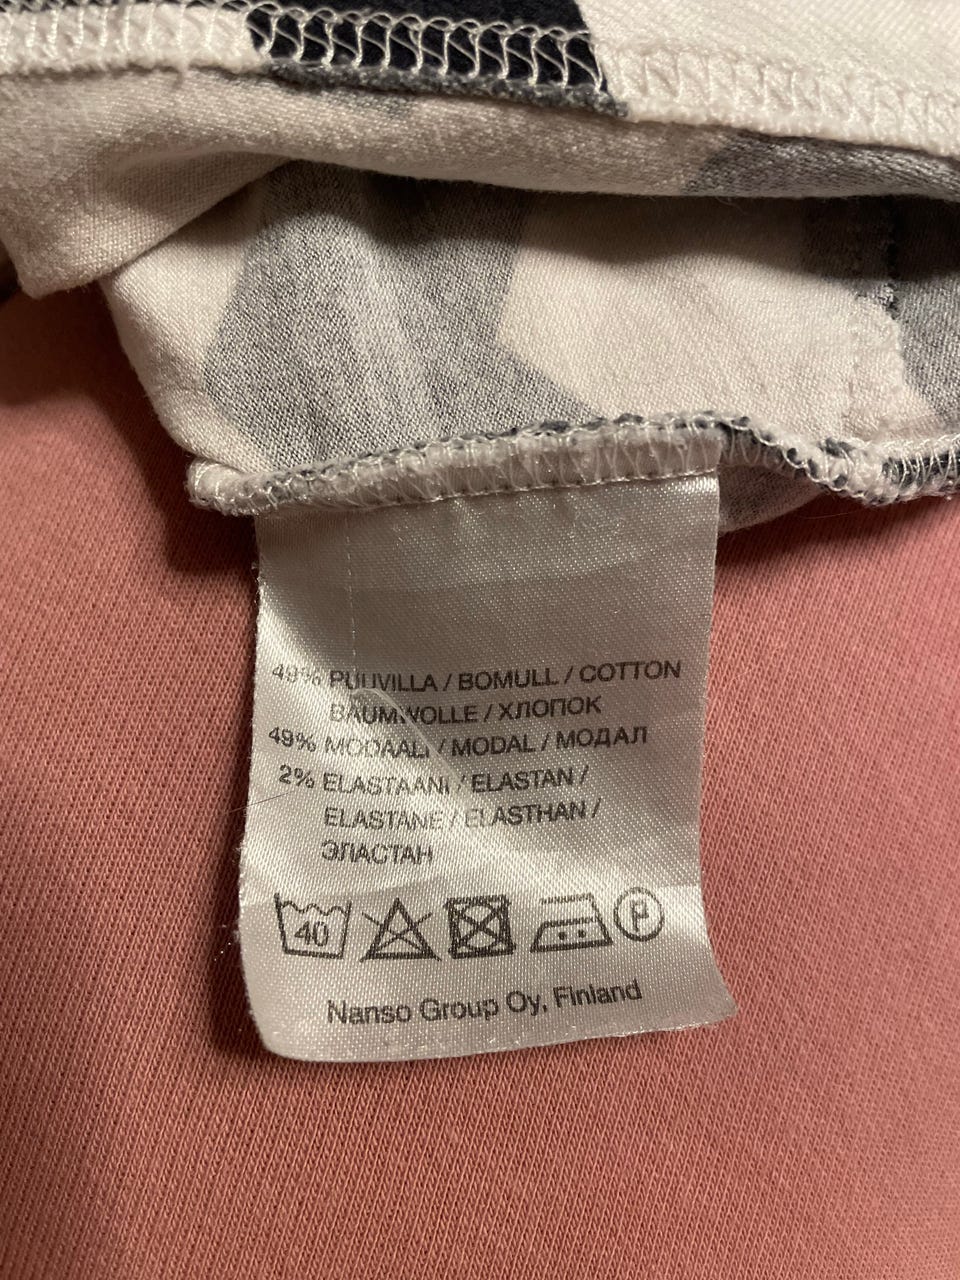 49% PUUVILLA / BOMULL / COTTON
BAUMWOLLE / ХЛОПОК
49% MODAALI / MODAL / МОДАЛ
2% ELASTAANI / ELASTAN /
ELASTANE / ELASTHAN /
ЭЛАСТАН
40 P
Nanso Group Oy, Finland